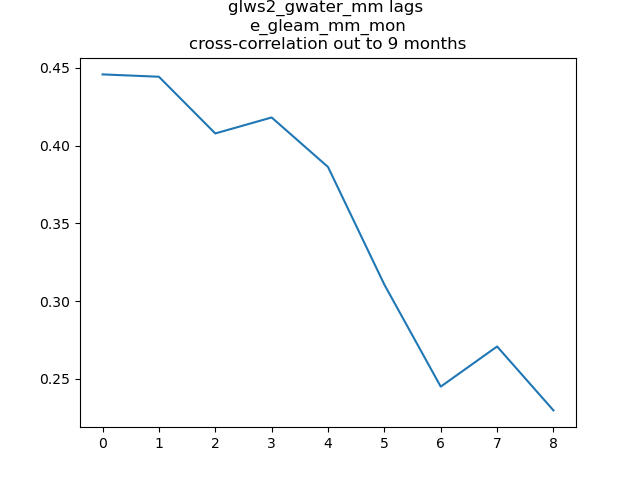 glws2_gwater_mm lags
e_gleam_mm_mon
cross-correlation out to 9 months
0.45
0.40
0.35
0.30
0.25
0 1 2 3 4 5 6 7 8